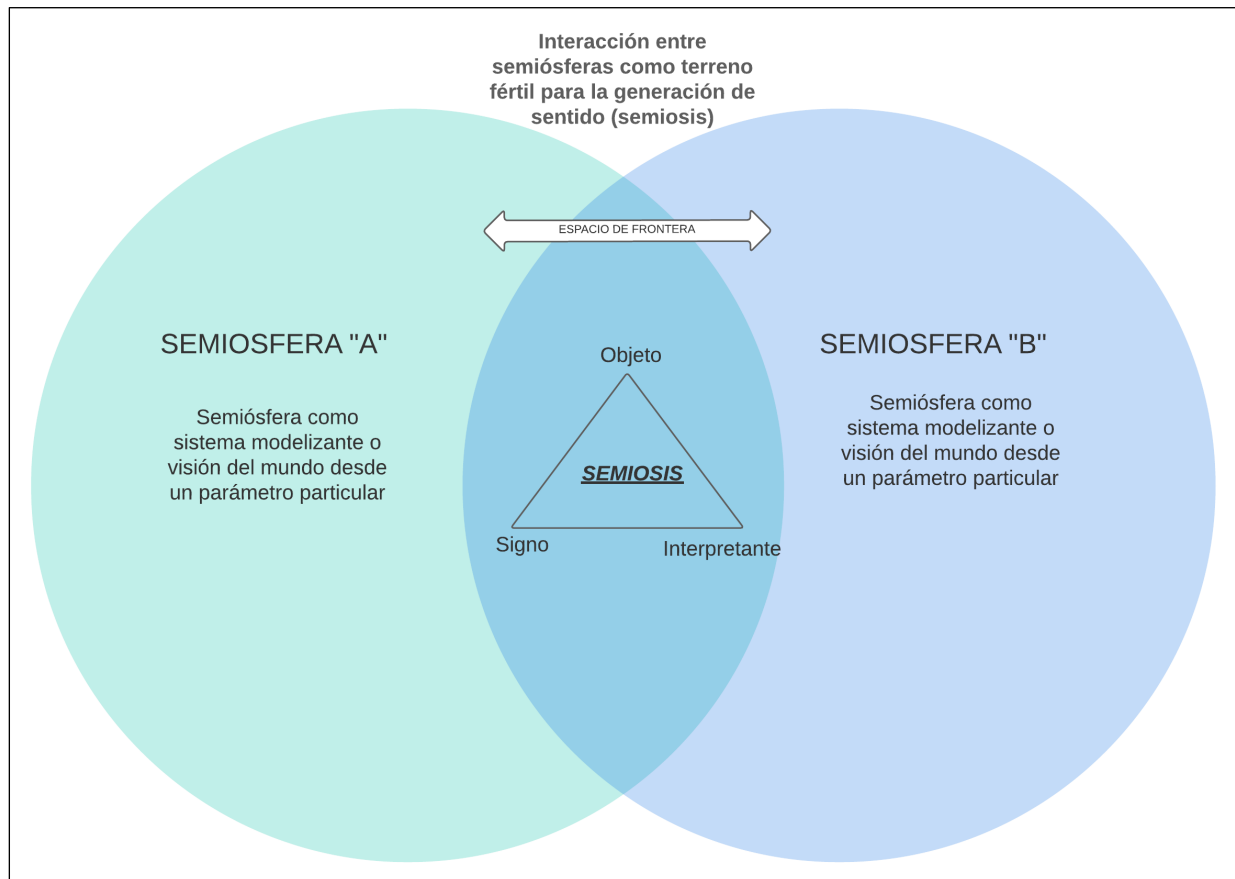 Interacción entre
semiósferas como terreno
fértil para la generación de
sentido (semiosis)
ESPACIO DE FRONTERA
SEMIOSFERA "A"
Semiósfera como
sistema modelizante o
visión del mundo desde
un parámetro particular
Objeto
SEMIOSIS
Signo
Interpretante
SEMIOSFERA "B"
Semiósfera como
sistema modelizante o
visión del mundo desde
un parámetro particular